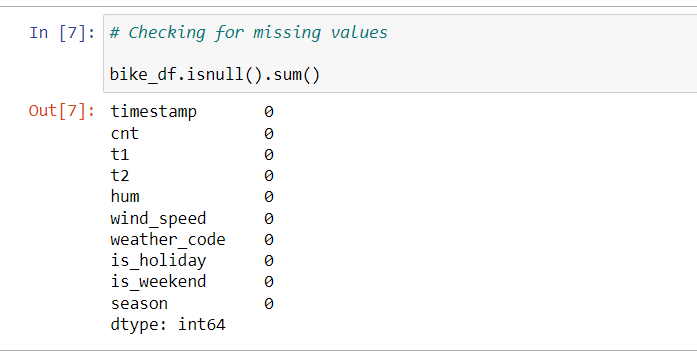 In [7]: # Checking for missing values
bike_df.isnull().sum()
Out[7]: timestamp 0
cnt 0
t1 0
t2 0
hum 0
wind_speed 0
weather_code 0
is_holiday 0
is_weekend 0
season 0
dtype: int64